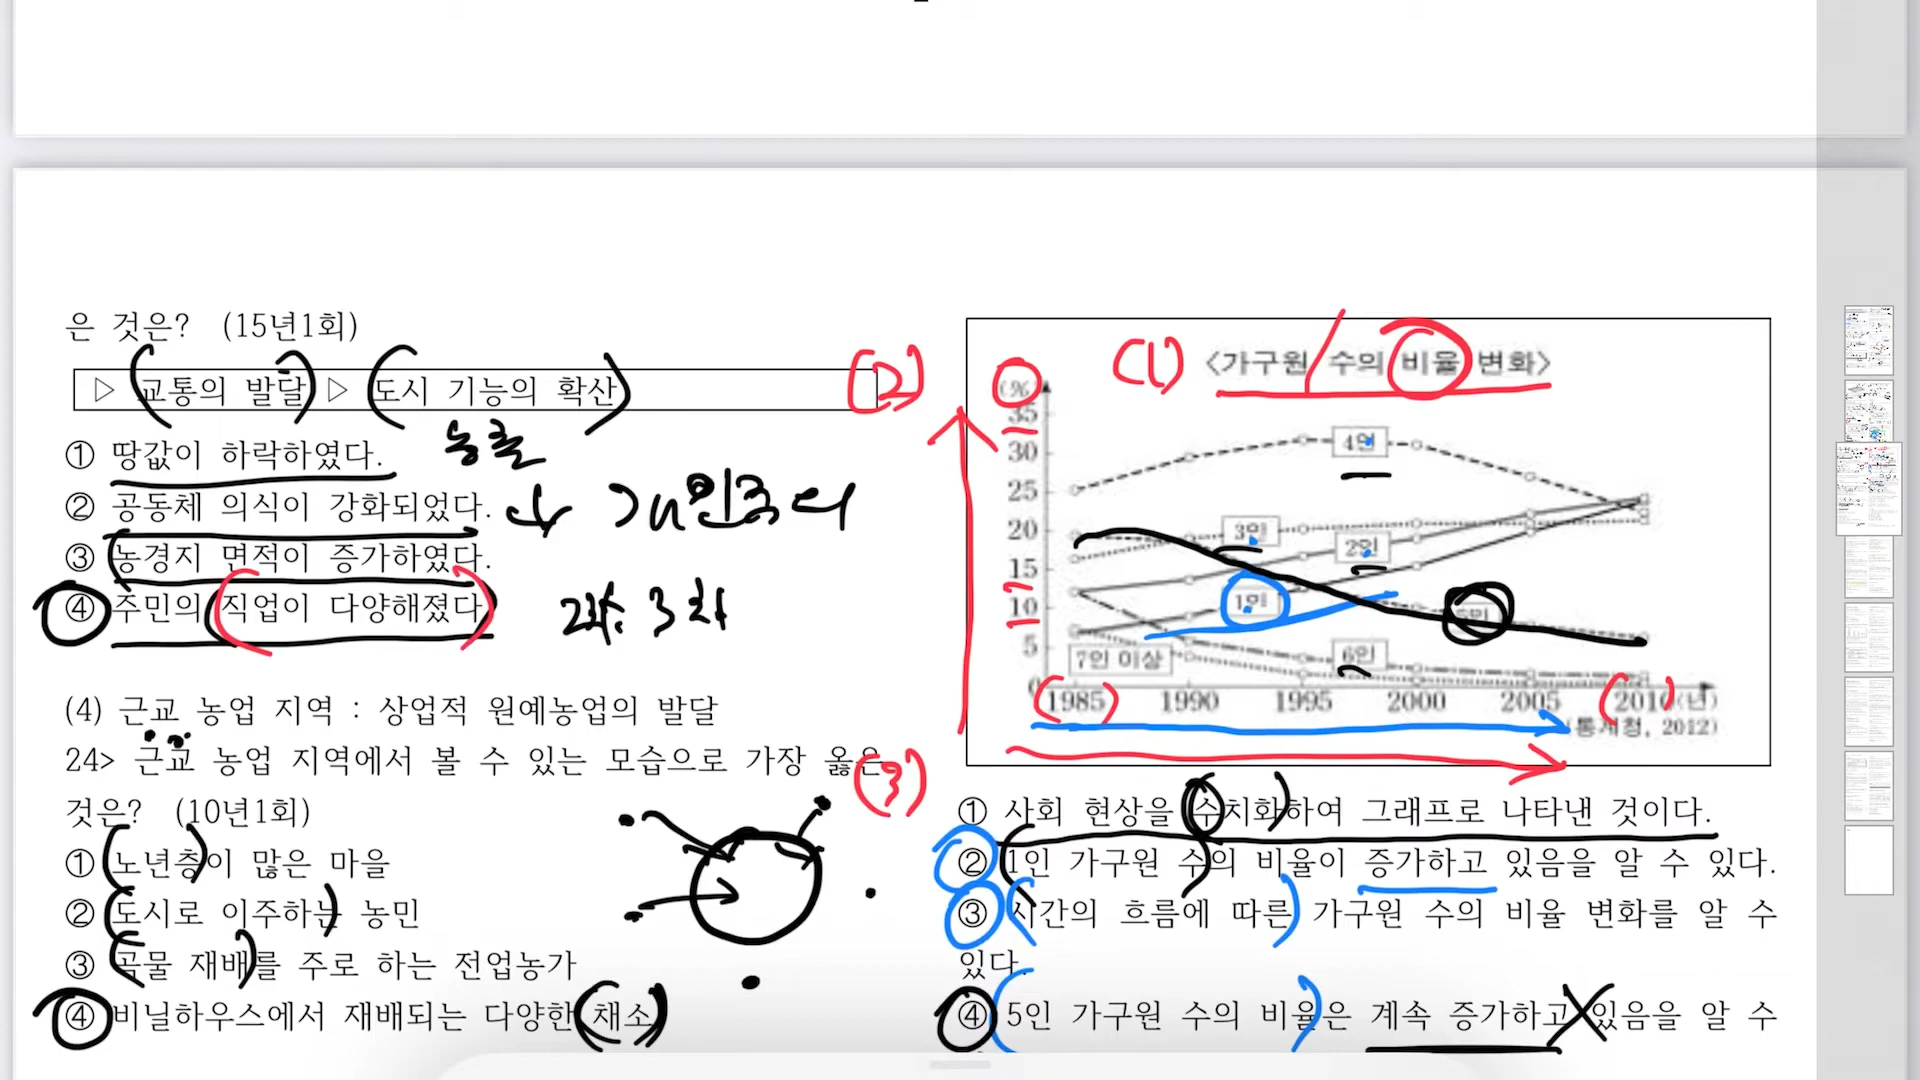 은 것은? (15년1회)
▷ 교통의 발달 ▷ 도시 기능의 확산
① 땅값이 하락하였다.
② 공동체 의식이 강화되었다.
개인주의
③ 농경지 면적이 증가하였다.
④ 주민의 직업이 다양해졌다.
2차, 3차
(4) 근교 농업 지역 : 상업적 원예농업의 발달
24> 근교 농업 지역에서 볼 수 있는 모습으로 가장 옳은
것은? (10년1회)
① 노년층이 많은 마을
② 도시로 이주하는 농민
③ 곡물 재배를 주로 하는 전업농가
④ 비닐하우스에서 재배되는 다양한 채소
(2)
(1) <가구원 수의 비율 변화>
(%)
35
30
25
20
15
10
5
0
4인
3인
2인
1인
5인
6인
7인 이상
1985 1990 1995 2000 2005 2010(년)
(통계청, 2012)
(3)
① 사회 현상을 수치화하여 그래프로 나타낸 것이다.
② 1인 가구원 수의 비율이 증가하고 있음을 알 수 있다.
③ 시간의 흐름에 따른 가구원 수의 비율 변화를 알 수
있다.
④ 5인 가구원 수의 비율은 계속 증가하고 있음을 알 수